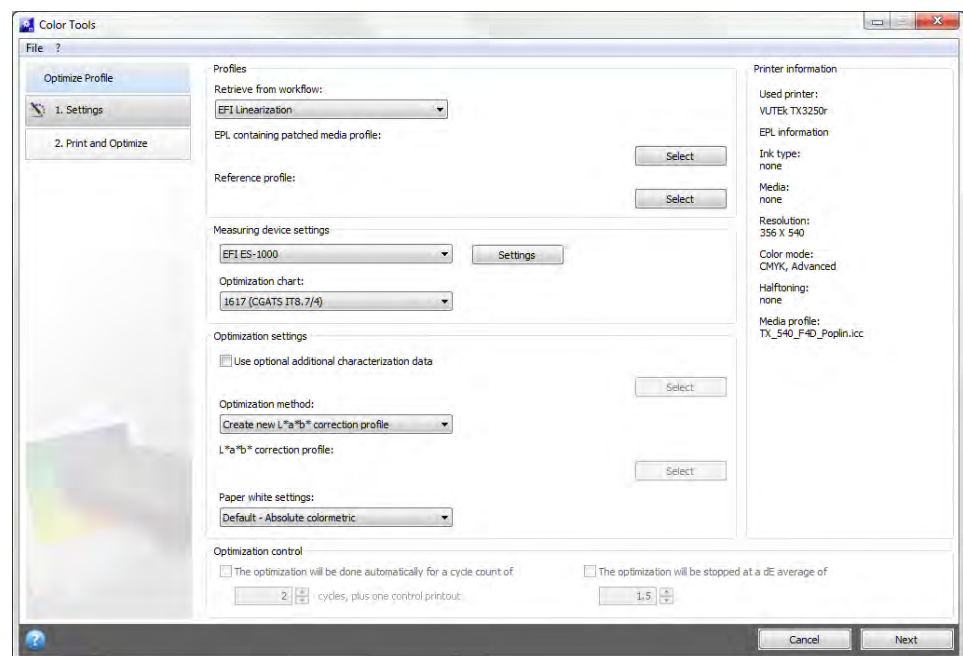 Color Tools
File ?
Optimize Profile
1. Settings
2. Print and Optimize
Profiles
Retrieve from workflow:
EFI Linearization
EPL containing patched media profile:
Select
Reference profile:
Select
Measuring device settings
EFI ES-1000
Settings
Optimization chart:
1617 (CGATS IT8.7/4)
Optimization settings
Use optional additional characterization data
Select
Optimization method:
Create new L*a*b* correction profile
L*a*b* correction profile:
Select
Paper white settings:
Default - Absolute colormetric
Optimization control
The optimization will be done automatically for a cycle count of
2 cycles, plus one control printout
The optimization will be stopped at a dE average of
1.5
Printer information
Used printer:
VUTEk TX3250r
EPL information
Ink type:
none
Media:
none
Resolution:
356 X 540
Color mode:
CMYK, Advanced
Halftoning:
none
Media profile:
TX_540_F4D_Poplin.icc
?
Cancel
Next